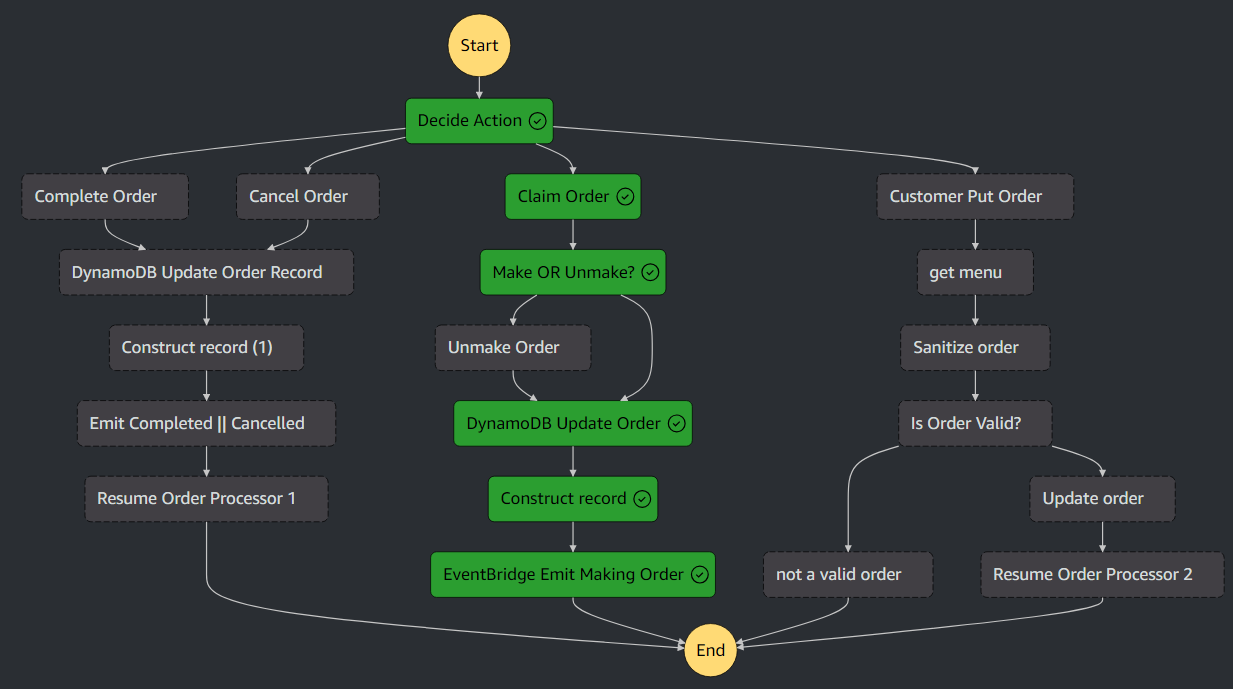 Start
Decide Action
Complete Order
Cancel Order
Claim Order
Customer Put Order
DynamoDB Update Order Record
Make OR Unmake?
get menu
Construct record (1)
Unmake Order
Sanitize order
Emit Completed || Cancelled
DynamoDB Update Order
Is Order Valid?
Resume Order Processor 1
Construct record
Update order
EventBridge Emit Making Order
not a valid order
Resume Order Processor 2
End